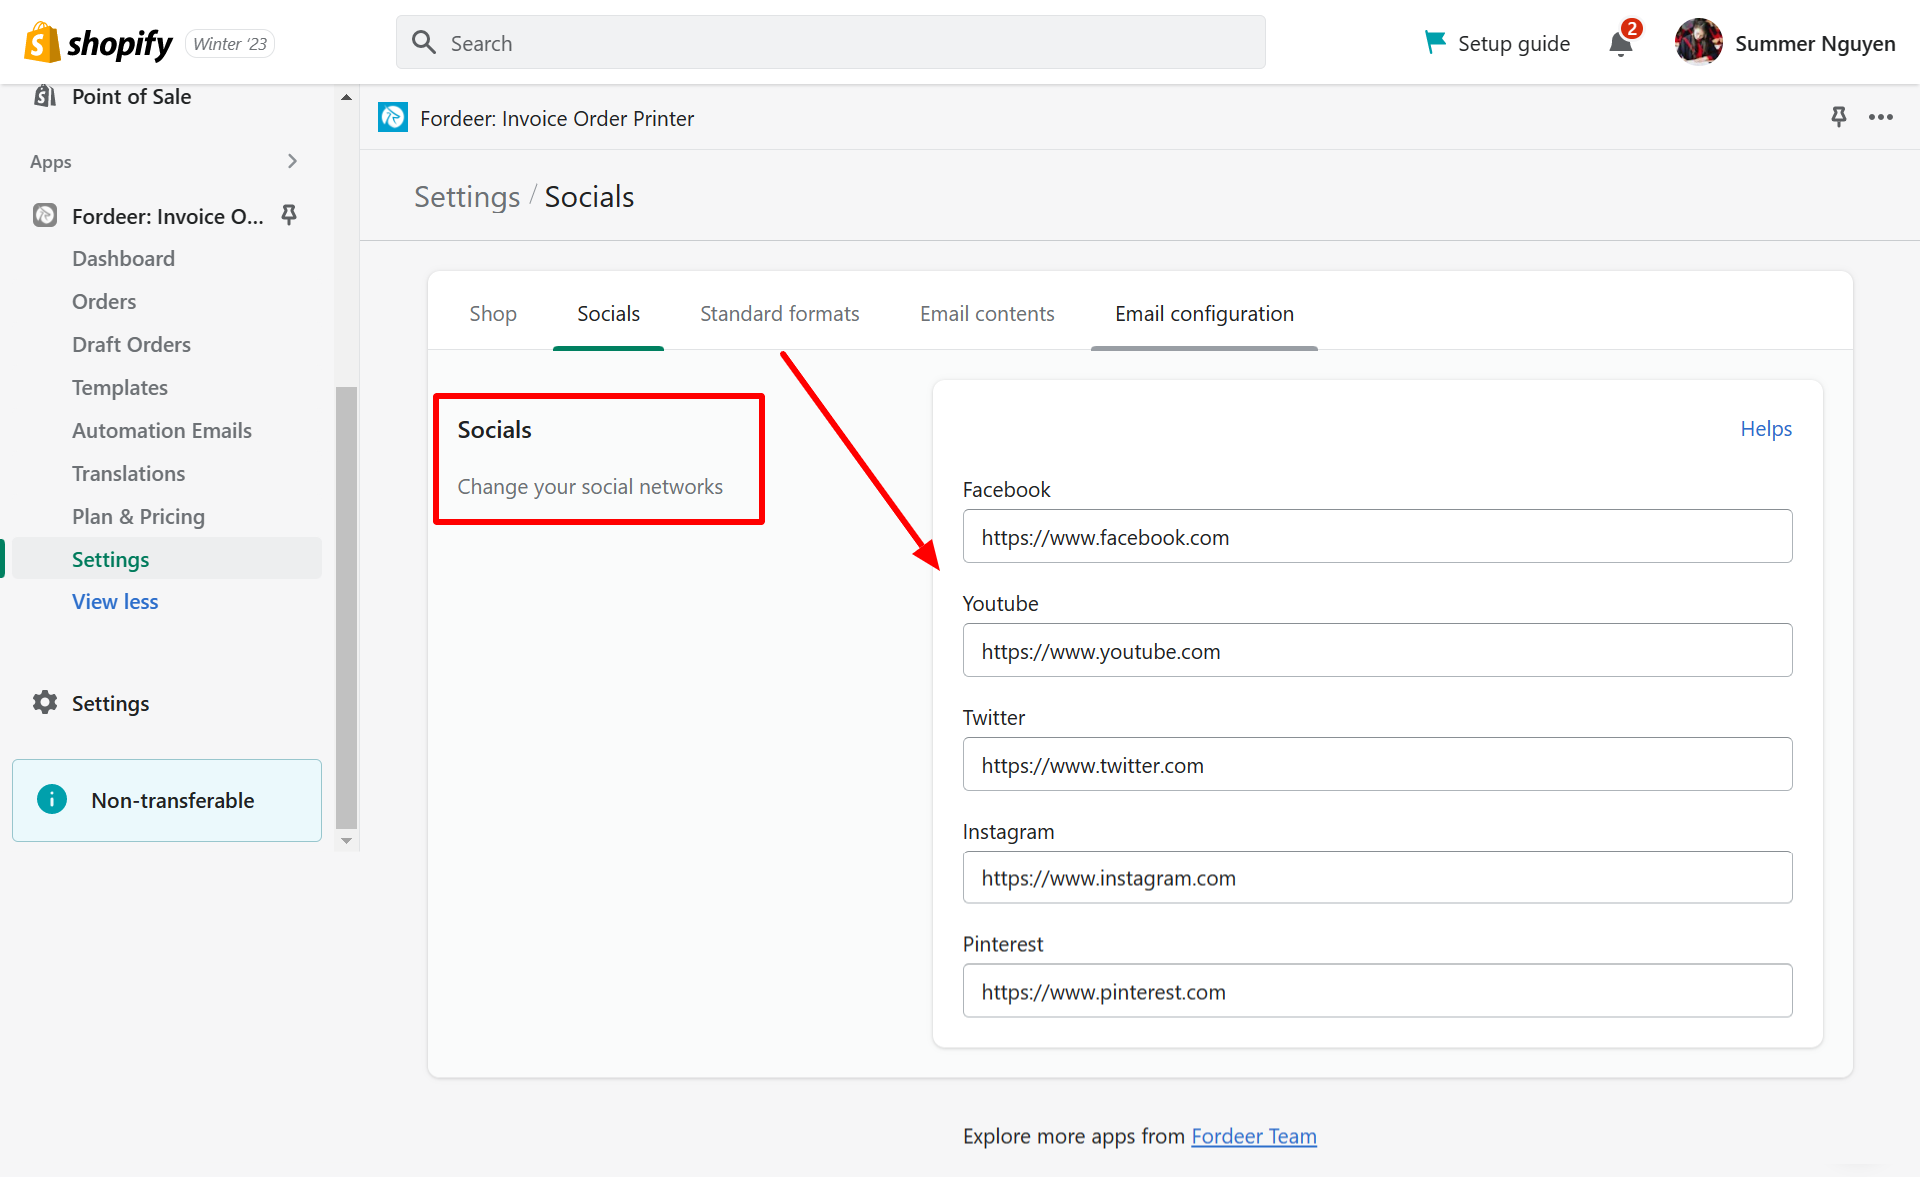 shopify
Winter ‘23
Search
Setup guide
2
Summer Nguyen
Point of Sale
Apps
Fordeer: Invoice O...
Dashboard
Orders
Draft Orders
Templates
Automation Emails
Translations
Plan & Pricing
Settings
View less
Settings
Non-transferable
Fordeer: Invoice Order Printer
Settings / Socials
Shop
Socials
Standard formats
Email contents
Email configuration
Socials
Change your social networks
Helps
Facebook
https://www.facebook.com
Youtube
https://www.youtube.com
Twitter
https://www.twitter.com
Instagram
https://www.instagram.com
Pinterest
https://www.pinterest.com
Explore more apps from Fordeer Team